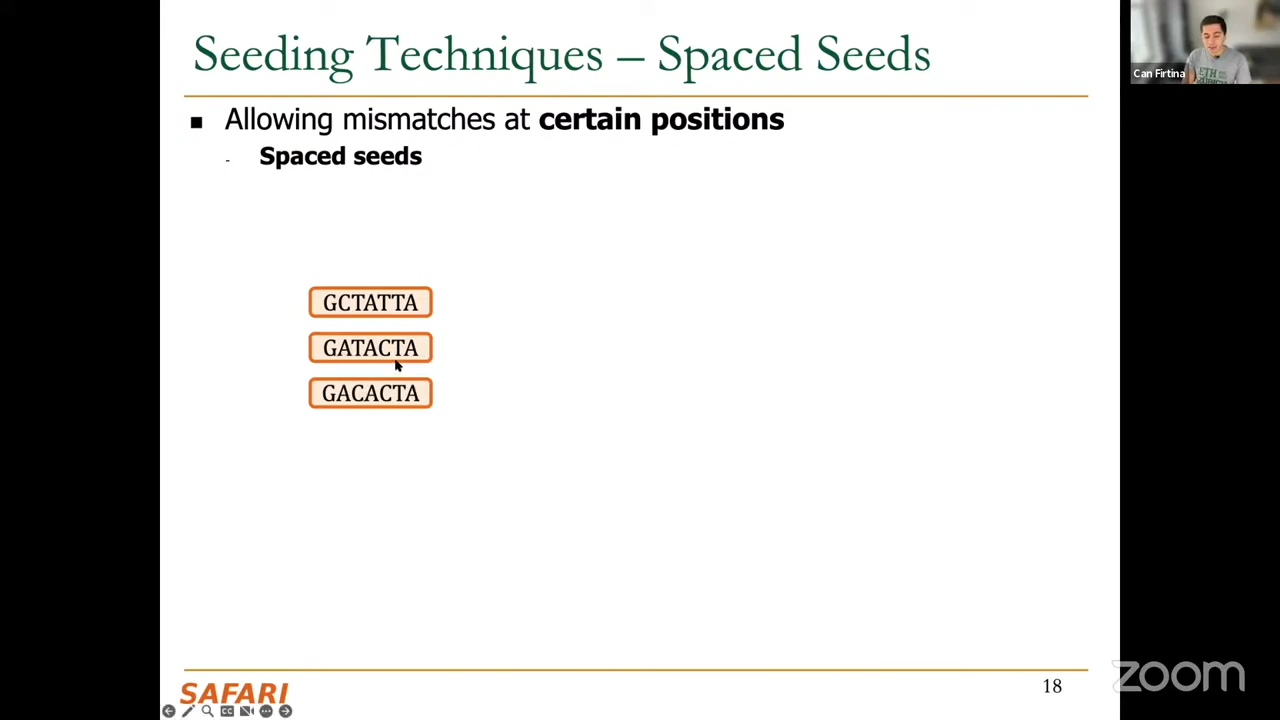 Seeding Techniques – Spaced Seeds
Can Firtina
Allowing mismatches at certain positions
- Spaced seeds
GCTATTA
GATACTA
GACACTA
SAFARI
18
zoom